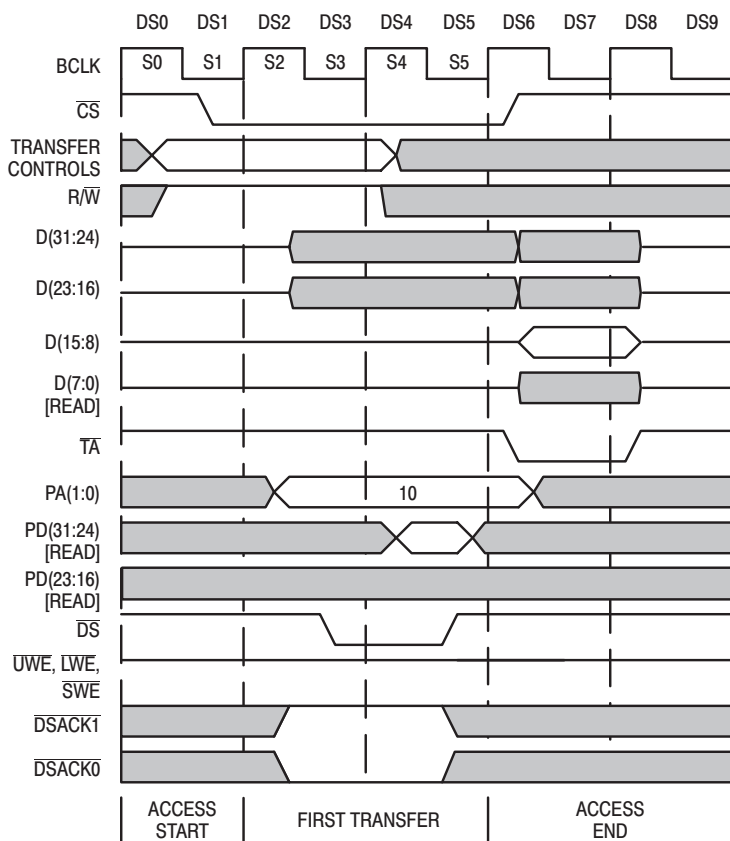 DS0 DS1 DS2 DS3 DS4 DS5 DS6 DS7 DS8 DS9
BCLK S0 S1 S2 S3 S4 S5
CS
TRANSFER
CONTROLS
R/W
D(31:24)
D(23:16)
D(15:8)
D(7:0)
[READ]
TA
PA(1:0) 10
PD(31:24)
[READ]
PD(23:16)
[READ]
DS
UWE, LWE,
SWE
DSACK1
DSACK0
ACCESS
START
FIRST TRANSFER
ACCESS
END